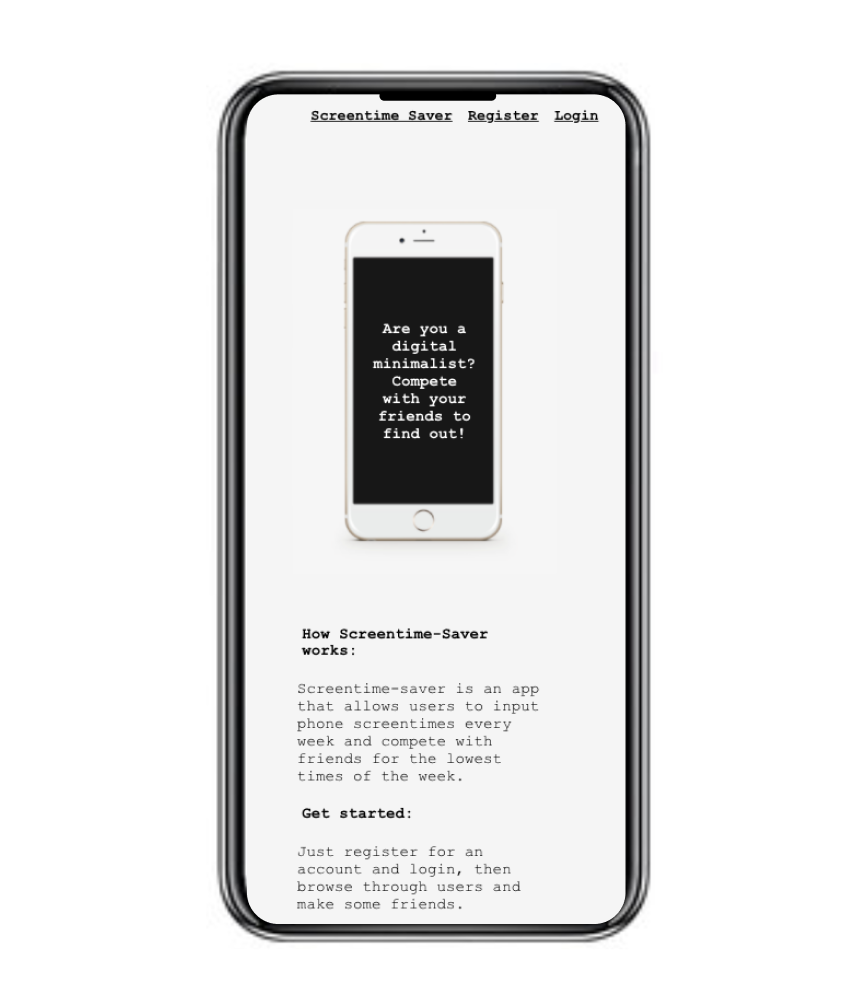 Screentime Saver Register Login
Are you a
digital
minimalist?
Compete
with your
friends to
find out!
How Screentime-Saver
works:
Screentime-saver is an app
that allows users to input
phone screentimes every
week and compete with
friends for the lowest
times of the week.
Get started:
Just register for an
account and login, then
browse through users and
make some friends.